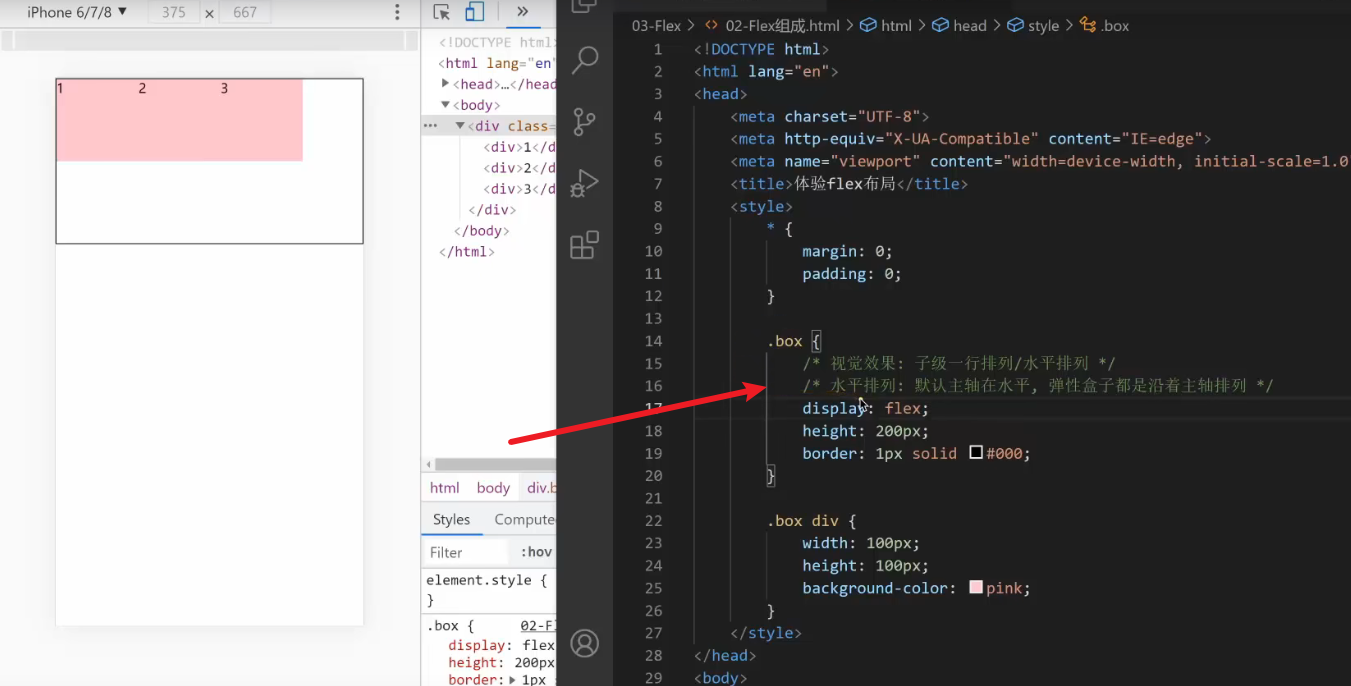 iPhone 6/7/8 ▼ 375 × 667
1 2 3
<!DOCTYPE html>
<html lang="en"
<head>…</head
<body>
<div class=
<div>1</d
<div>2</d
<div>3</d
</div>
</body>
</html>
html body div.b
Styles Compute
Filter :hov
element.style {
}
.box { 02-Fl
display: flex
height: 200px
border: 1px
03-Flex > <> 02-Flex组成.html > html > head > style > .box
1 <!DOCTYPE html>
2 <html lang="en">
3 <head>
4 <meta charset="UTF-8">
5 <meta http-equiv="X-UA-Compatible" content="IE=edge">
6 <meta name="viewport" content="width=device-width, initial-scale=1.0
7 <title>体验flex布局</title>
8 <style>
9 * {
10 margin: 0;
11 padding: 0;
12 }
13
14 .box {
15 /* 视觉效果: 子级一行排列/水平排列 */
16 /* 水平排列: 默认主轴在水平, 弹性盒子都是沿着主轴排列 */
17 display: flex;
18 height: 200px;
19 border: 1px solid #000;
20 }
21
22 .box div {
23 width: 100px;
24 height: 100px;
25 background-color: pink;
26 }
27 </style>
28 </head>
29 <body>